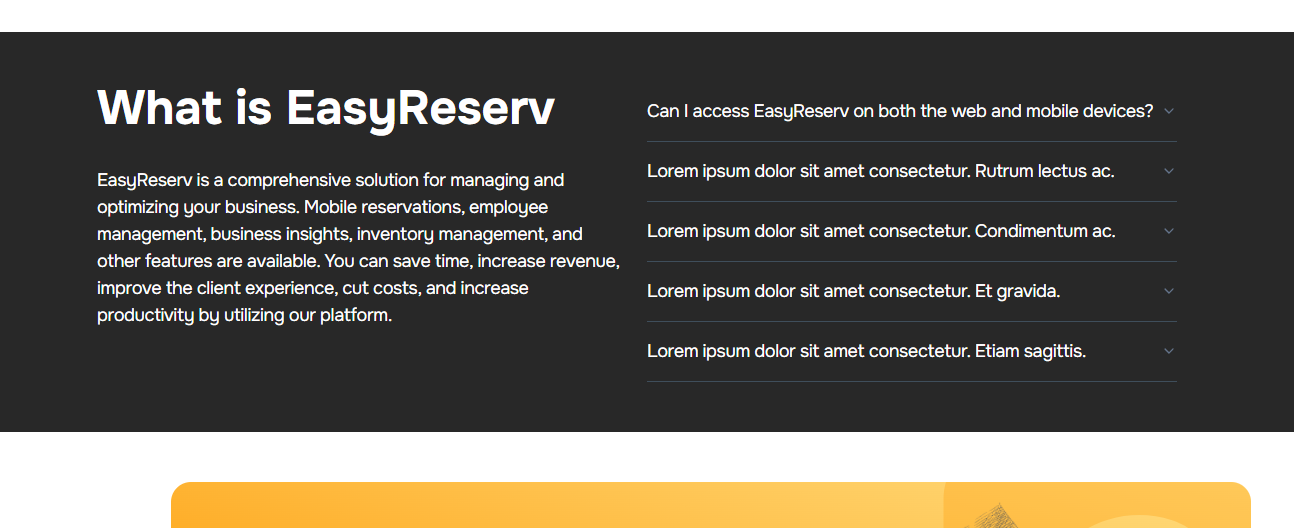 What is EasyReserv
EasyReserv is a comprehensive solution for managing and
optimizing your business. Mobile reservations, employee
management, business insights, inventory management, and
other features are available. You can save time, increase revenue,
improve the client experience, cut costs, and increase
productivity by utilizing our platform.
Can I access EasyReserv on both the web and mobile devices?
Lorem ipsum dolor sit amet consectetur. Rutrum lectus ac.
Lorem ipsum dolor sit amet consectetur. Condimentum ac.
Lorem ipsum dolor sit amet consectetur. Et gravida.
Lorem ipsum dolor sit amet consectetur. Etiam sagittis.